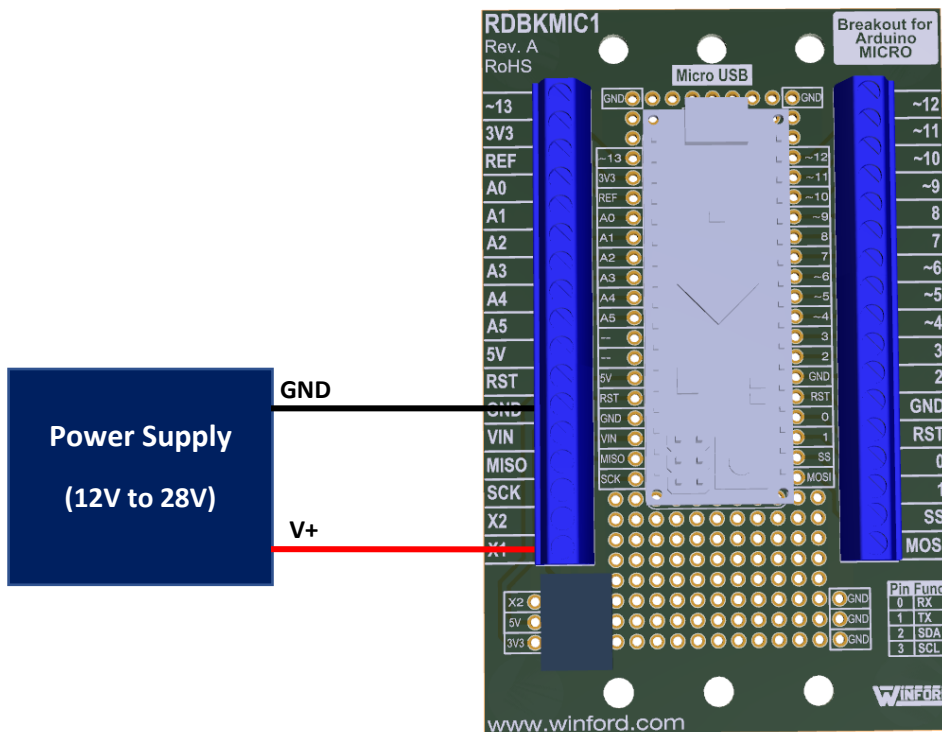 RDBKMIC1
Rev. A
RoHS
Breakout for
Arduino
MICRO
Micro USB
GND
GND
~13
3V3
REF
A0
A1
A2
A3
A4
A5
5V
RST
GND
VIN
MISO
SCK
X2
X1
~13
3V3
REF
A0
A1
A2
A3
A4
A5
--
--
5V
RST
GND
VIN
MISO
SCK
~12
~11
~10
~9
8
7
~6
~5
~4
3
2
GND
RST
0
1
SS
MOSI
~12
~11
~10
~9
8
7
~6
~5
~4
3
2
GND
RST
0
1
SS
MOSI
GND
Power Supply
(12V to 28V)
V+
X2
5V
3V3
GND
GND
GND
Pin Func
0 RX
1 TX
2 SDA
3 SCL
WINFOR
www.winford.com